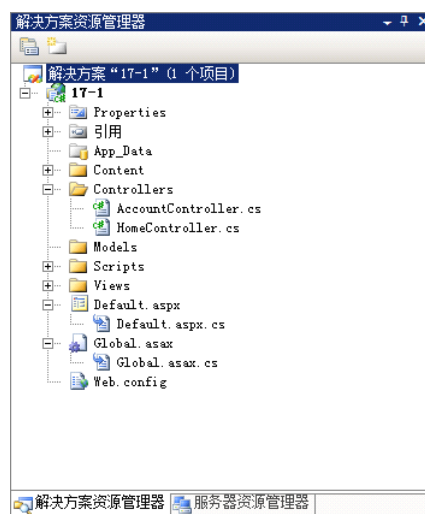 解决方案资源管理器
解决方案“17-1”(1 个项目)
17-1
Properties
引用
App_Data
Content
Controllers
AccountController.cs
HomeController.cs
Models
Scripts
Views
Default.aspx
Default.aspx.cs
Global.asax
Global.asax.cs
Web.config
解决方案资源管理器 服务器资源管理器